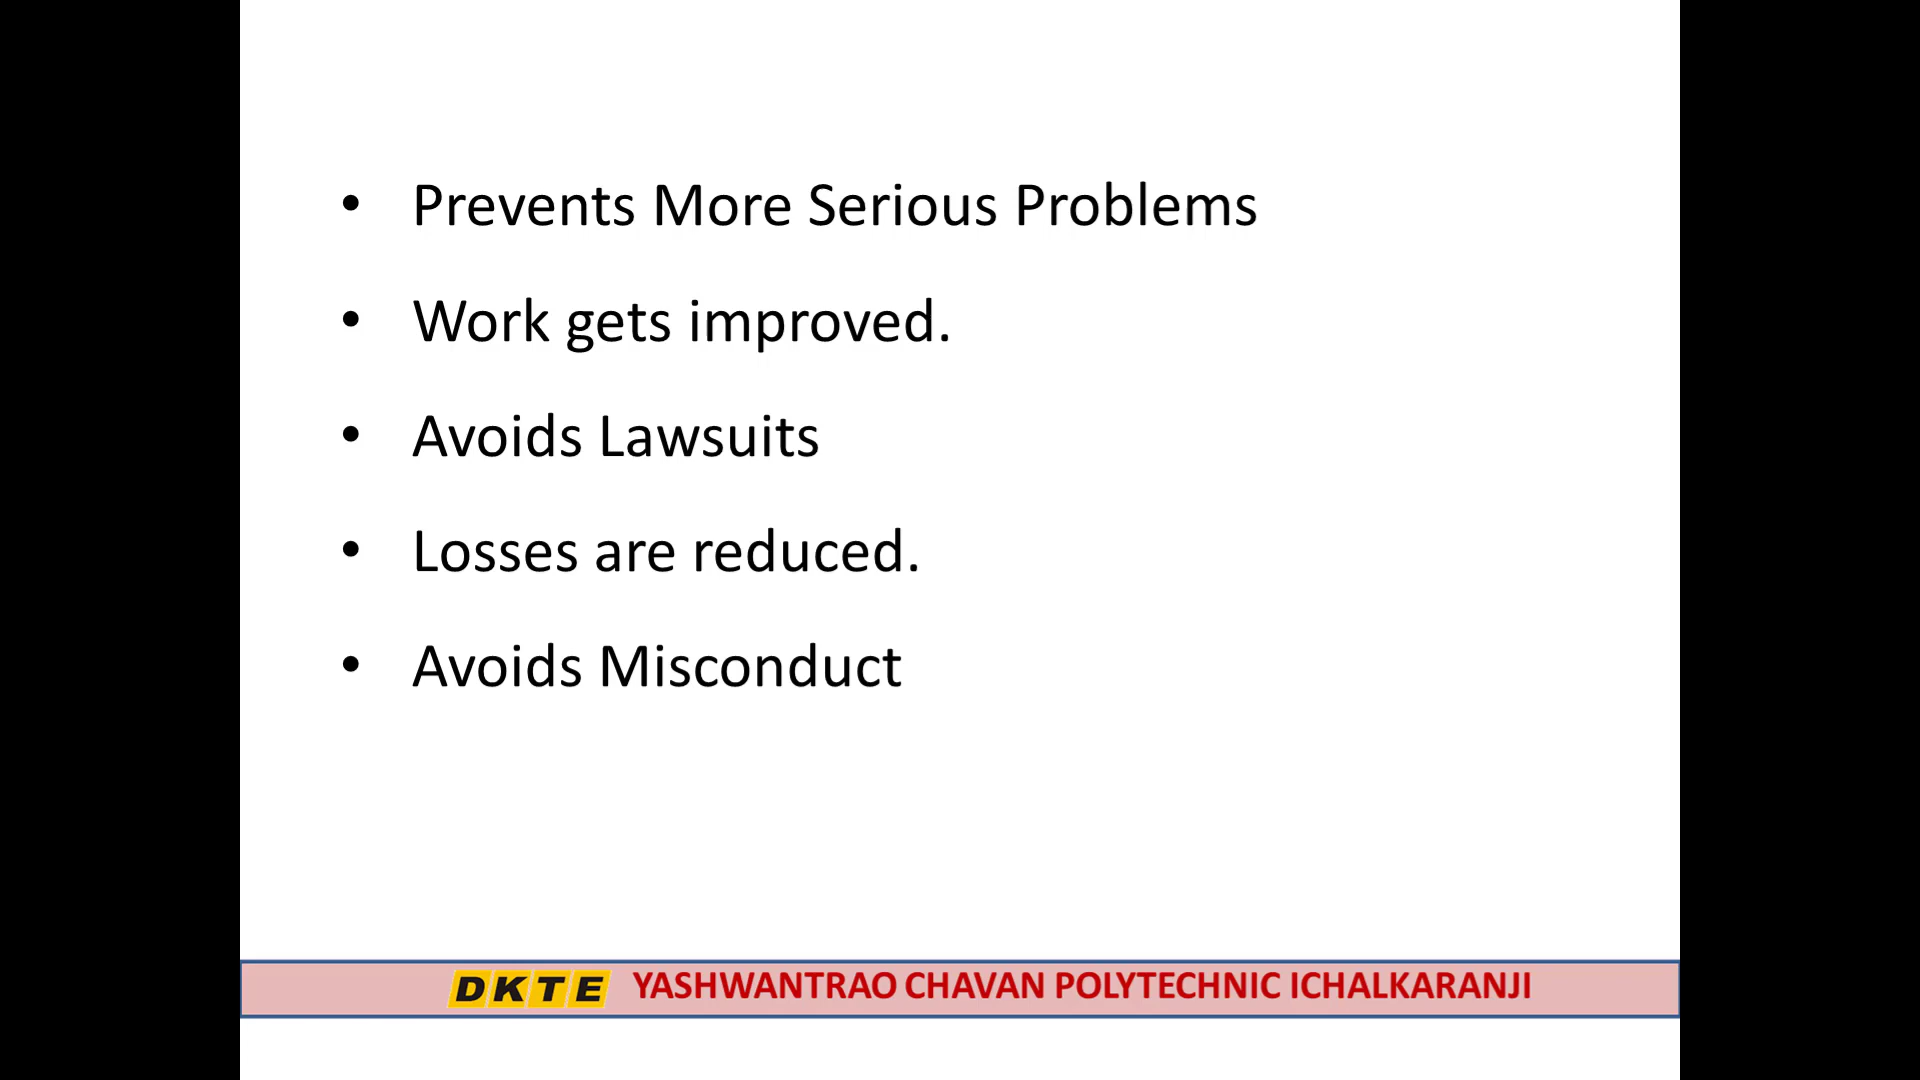 • Prevents More Serious Problems
• Work gets improved.
• Avoids Lawsuits
• Losses are reduced.
• Avoids Misconduct
DKTE YASHWANTRAO CHAVAN POLYTECHNIC ICHALKARANJI